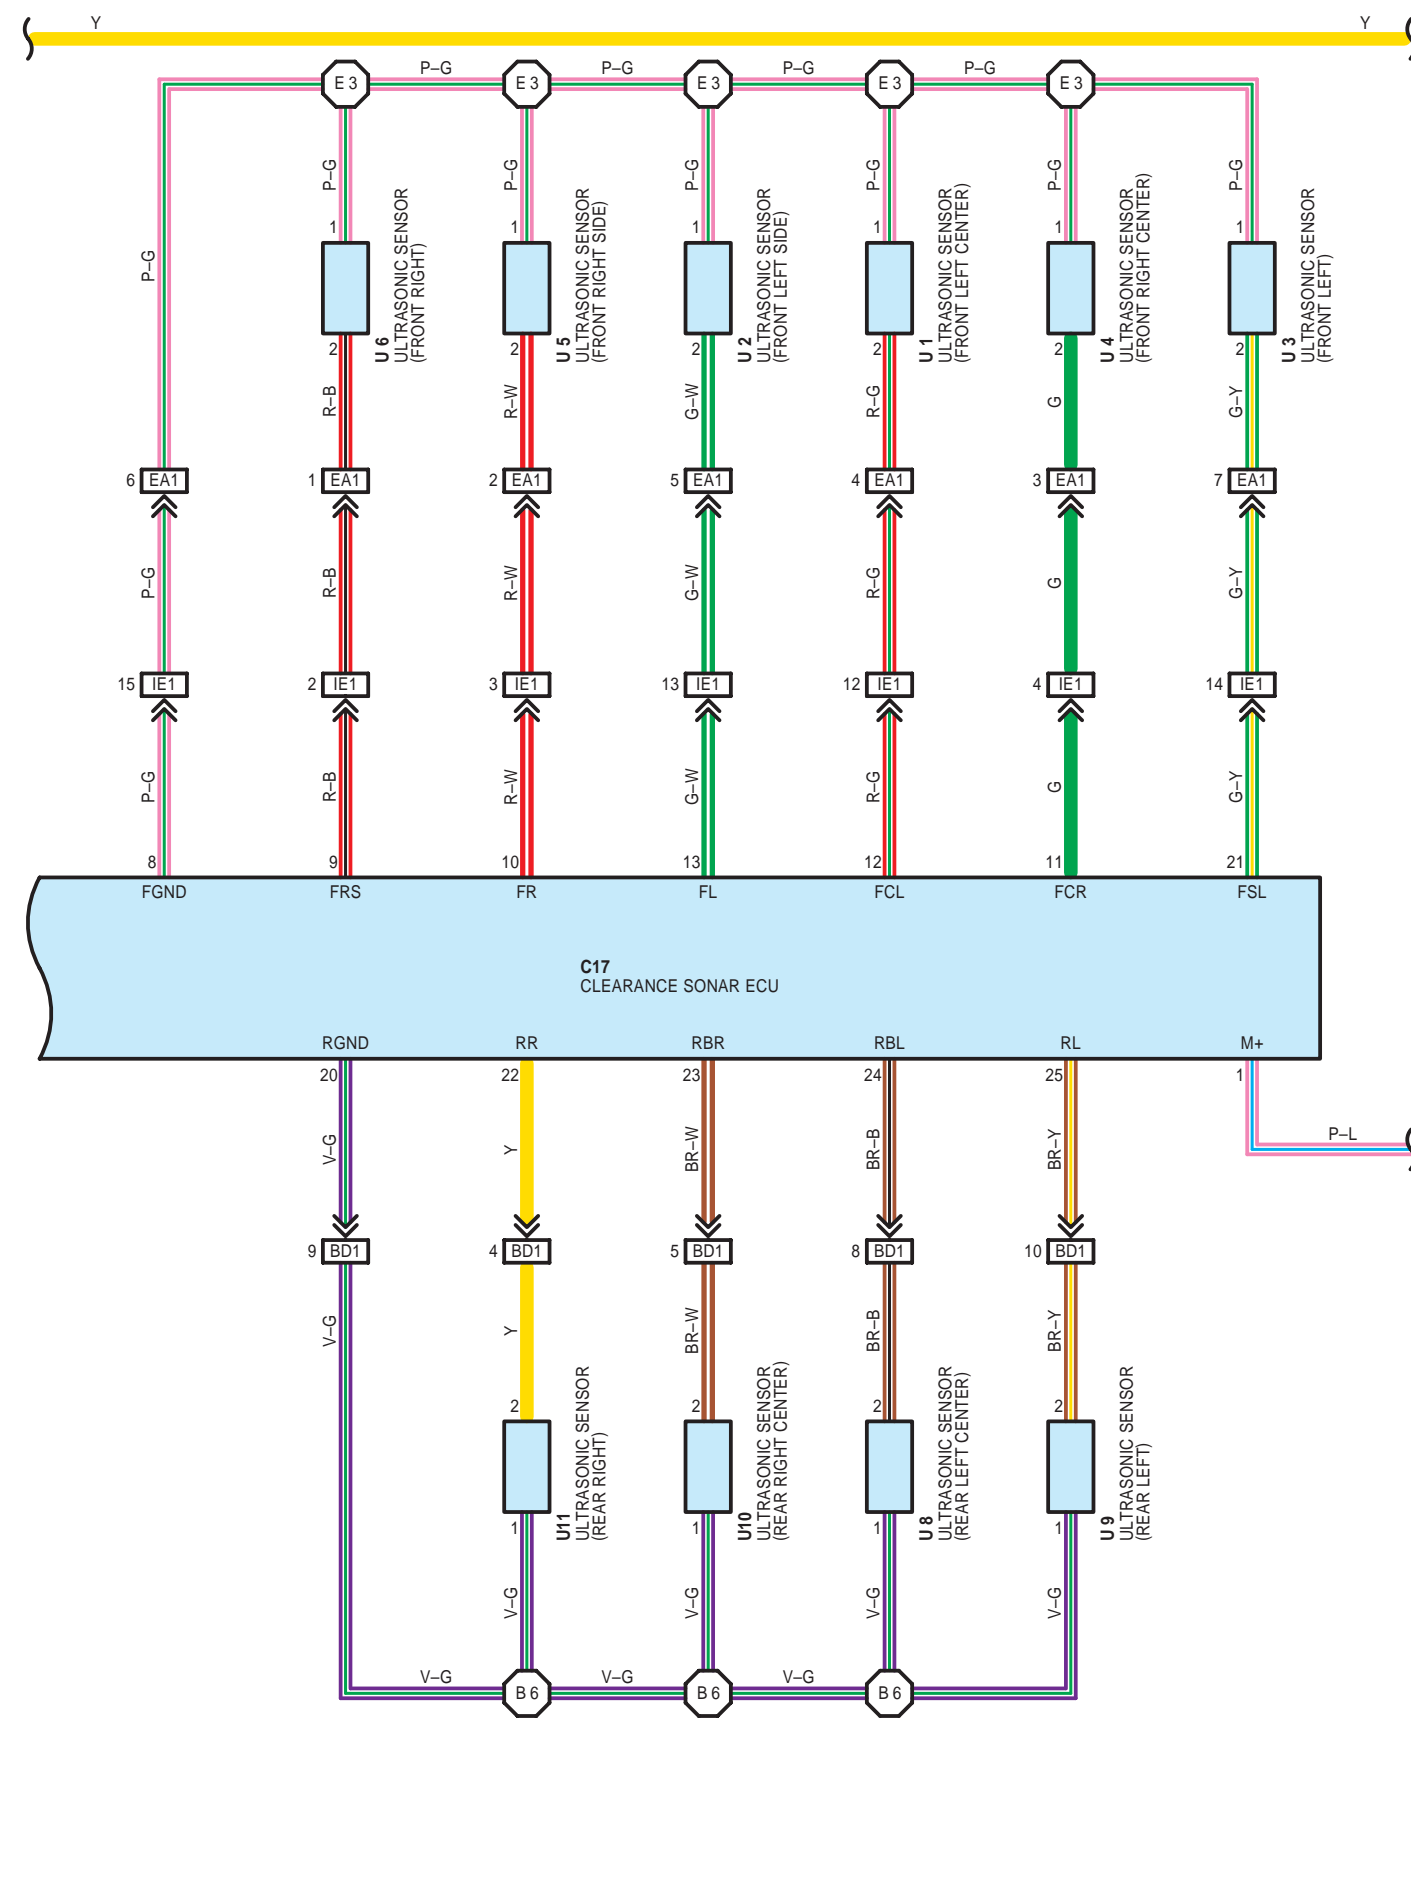 Y Y
P–G P–G P–G P–G
E 3 E 3 E 3 E 3 E 3
P–G P–G P–G P–G P–G P–G
P–G
1 1 1 1 1 1
U 6
ULTRASONIC SENSOR
(FRONT RIGHT)
U 5
ULTRASONIC SENSOR
(FRONT RIGHT SIDE)
U 2
ULTRASONIC SENSOR
(FRONT LEFT SIDE)
U 1
ULTRASONIC SENSOR
(FRONT LEFT CENTER)
U 4
ULTRASONIC SENSOR
(FRONT RIGHT CENTER)
U 3
ULTRASONIC SENSOR
(FRONT LEFT)
2 2 2 2 2 2
R–B R–W G–W R–G G G–Y
6 EA1 1 EA1 2 EA1 5 EA1 4 EA1 3 EA1 7 EA1
P–G R–B R–W G–W R–G G G–Y
15 IE1 2 IE1 3 IE1 13 IE1 12 IE1 4 IE1 14 IE1
P–G R–B R–W G–W R–G G G–Y
8 9 10 13 12 11 21
FGND FRS FR FL FCL FCR FSL
C17
CLEARANCE SONAR ECU
RGND RR RBR RBL RL M+
20 22 23 24 25 1
V–G Y BR–W BR–B BR–Y P–L
9 BD1 4 BD1 5 BD1 8 BD1 10 BD1
V–G Y BR–W BR–B BR–Y
2 2 2 2
U11
ULTRASONIC SENSOR
(REAR RIGHT)
U10
ULTRASONIC SENSOR
(REAR RIGHT CENTER)
U 8
ULTRASONIC SENSOR
(REAR LEFT CENTER)
U 9
ULTRASONIC SENSOR
(REAR LEFT)
1 1 1 1
V–G V–G V–G V–G
V–G V–G V–G
B 6 B 6 B 6